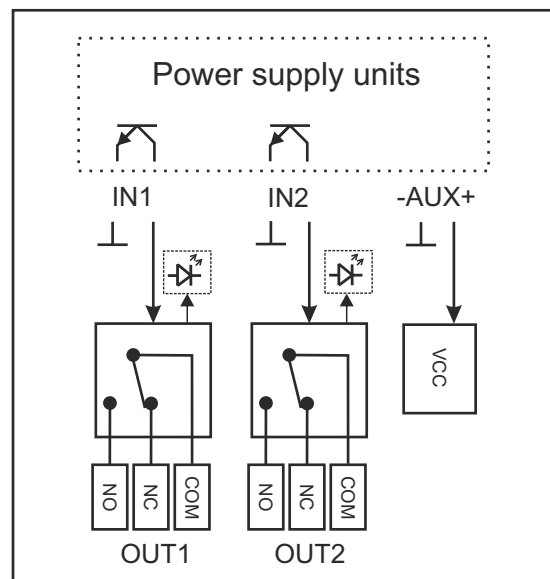 Power supply units
IN1 IN2 -AUX+
VCC
NO NC COM NO NC COM
OUT1 OUT2